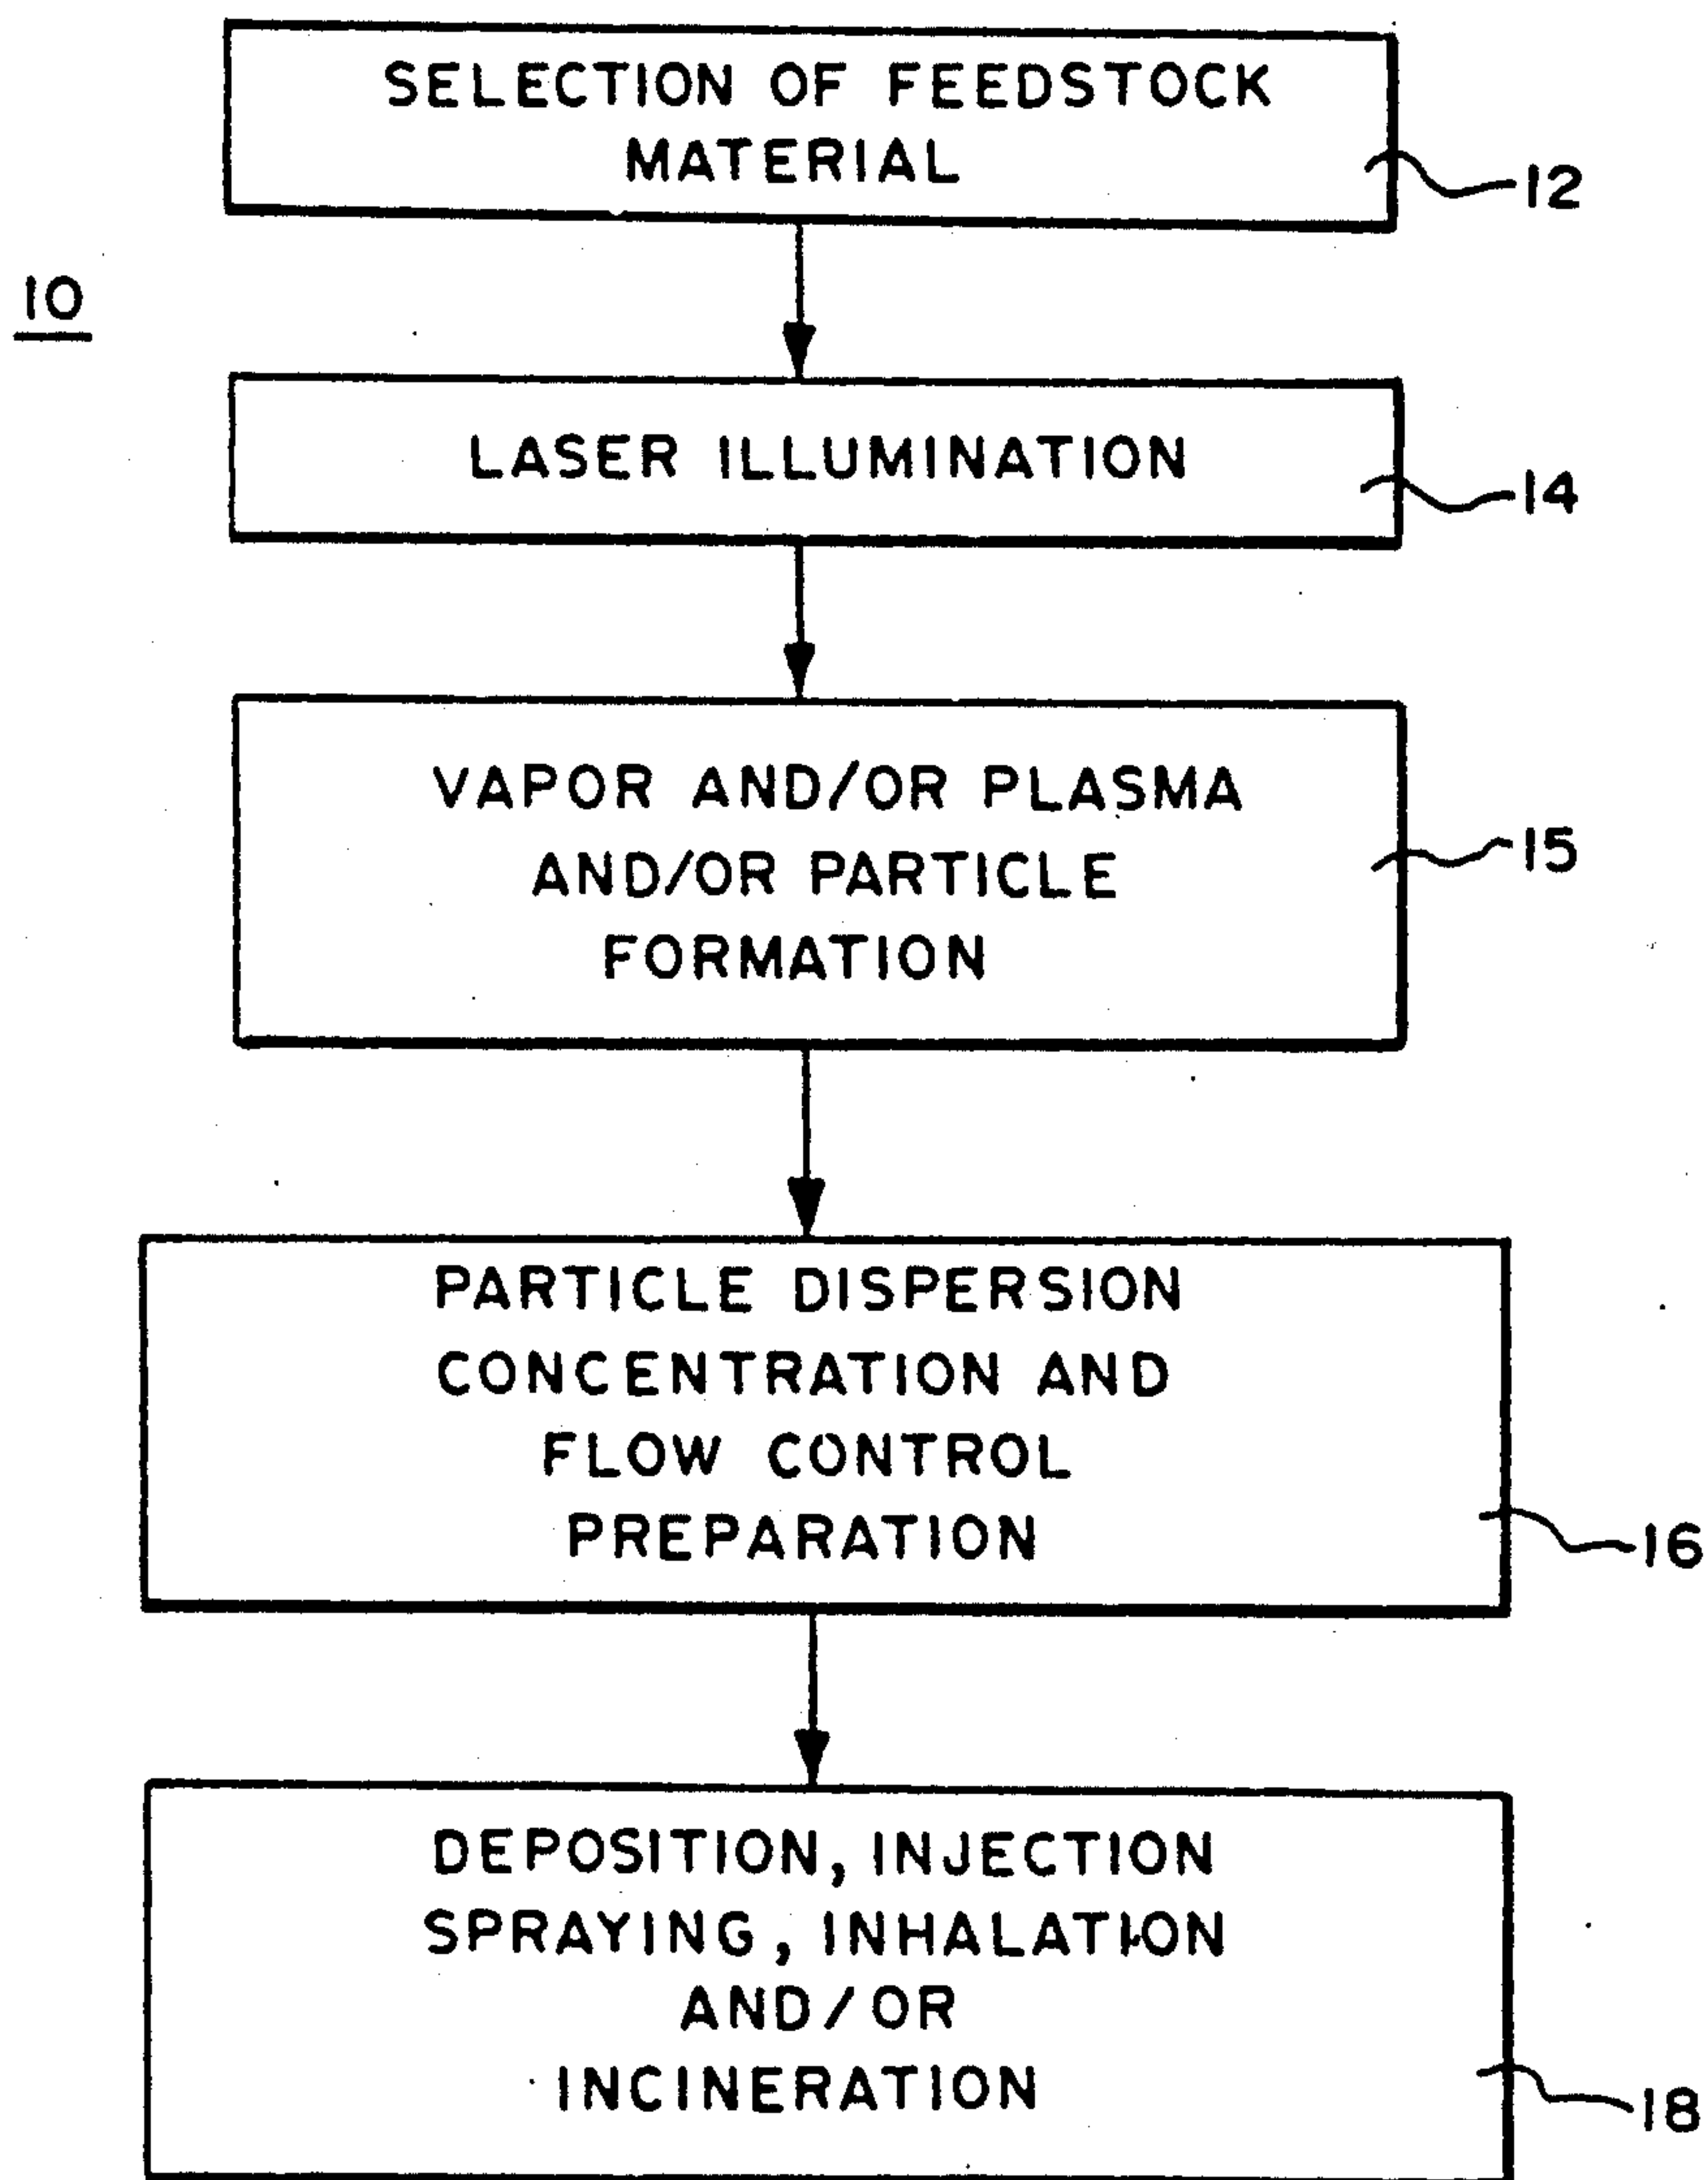 SELECTION OF FEEDSTOCK
MATERIAL
12
10
LASER ILLUMINATION
14
VAPOR AND/OR PLASMA
AND/OR PARTICLE
FORMATION
15
PARTICLE DISPERSION
CONCENTRATION AND
FLOW CONTROL
PREPARATION
16
DEPOSITION, INJECTION
SPRAYING, INHALATION
AND/OR
INCINERATION
18